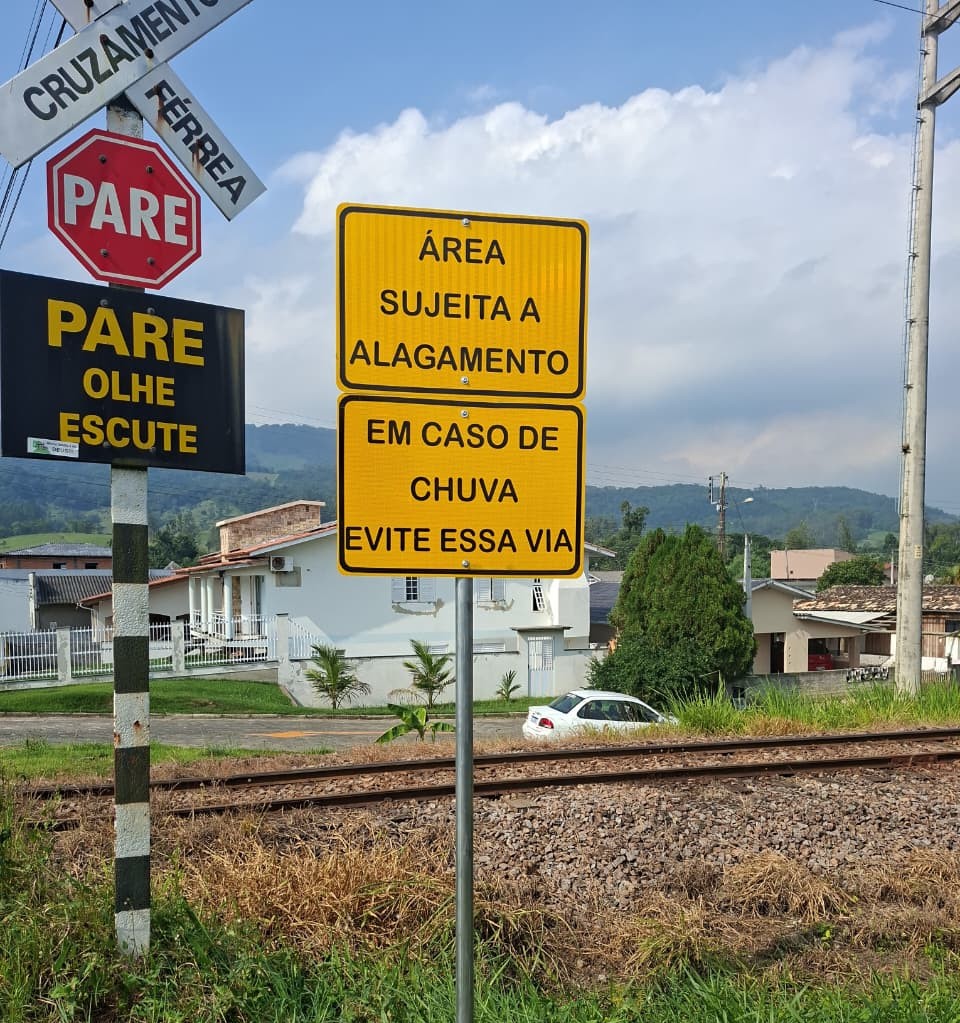 CRUZAMENTO
FÉRREA
PARE
PARE
OLHE
ESCUTE
ÁREA
SUJEITA A
ALAGAMENTO
EM CASO DE
CHUVA
EVITE ESSA VIA